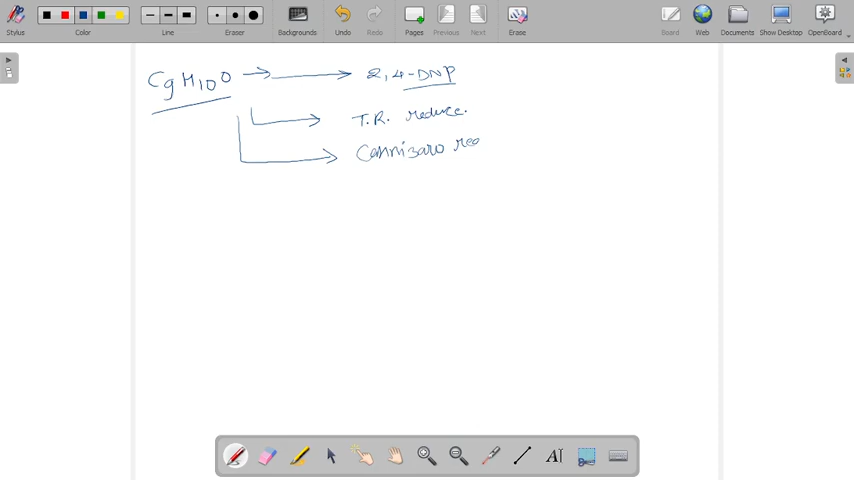 Stylus
Color
Line
Eraser
Backgrounds
Undo
Redo
Pages
Previous
Next
Erase
Board
Web
Documents
Show Desktop
OpenBoard
C9H10O → → 2,4-DNP
T.R. reduce.
Cannizaro rea